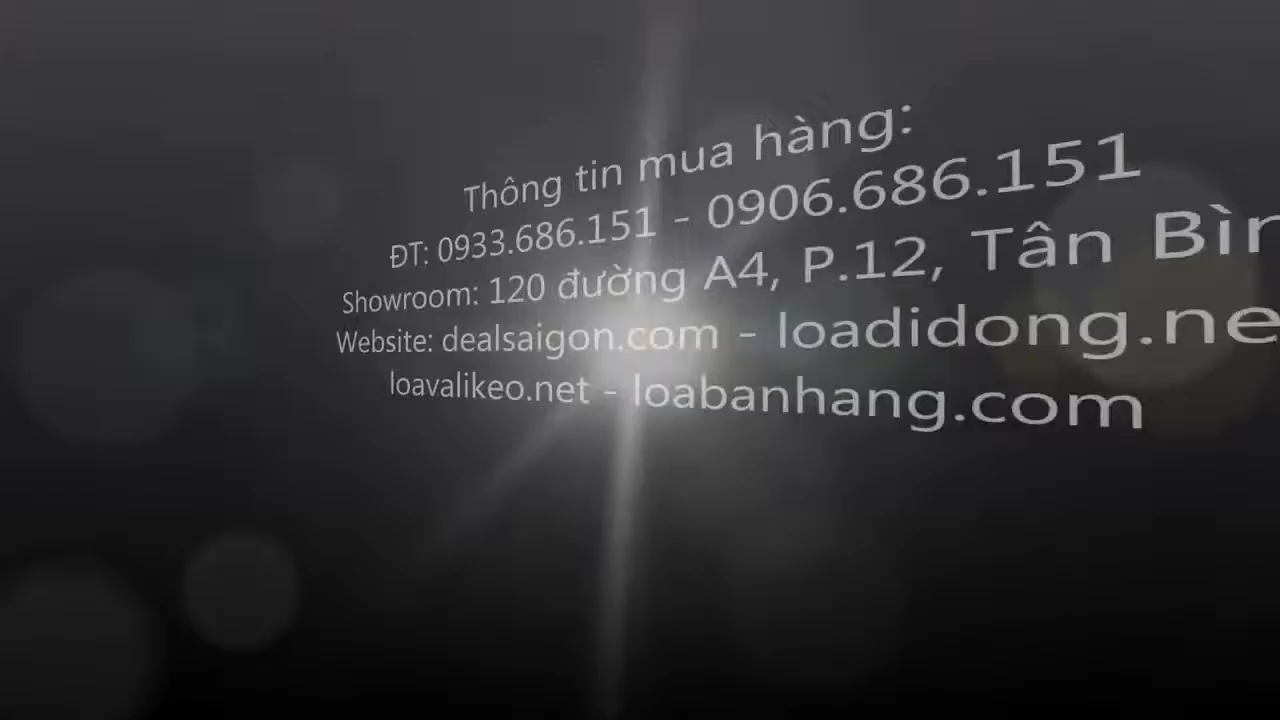 Thông tin mua hàng:
ĐT: 0933.686.151 - 0906.686.151
Showroom: 120 đường A4, P.12, Tân
Website: dealsaigon.com - loadidong.ne
loavalikeo.net - loabanhang.com